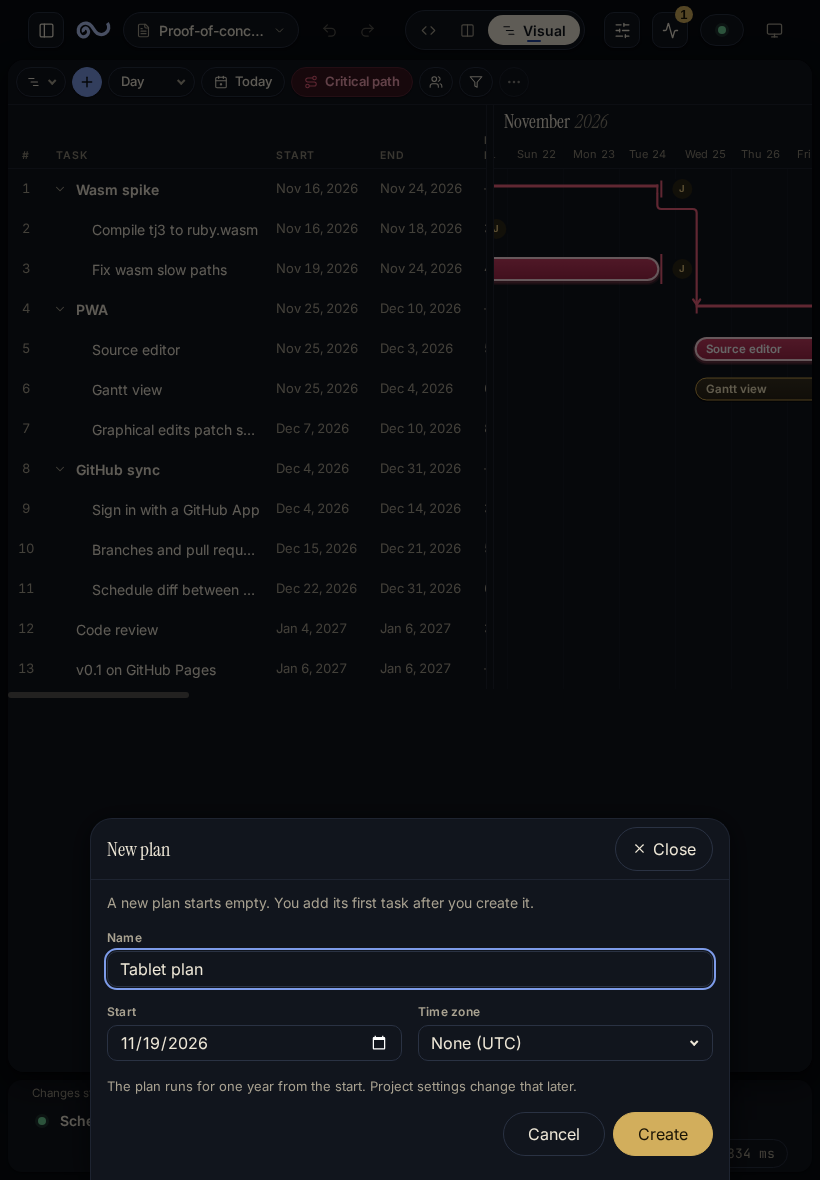 Proof-of-conc...
Visual
1
Day
Today
Critical path
November 2026
# TASK START END
Sun 22 Mon 23 Tue 24 Wed 25 Thu 26 Fri
1 Wasm spike Nov 16, 2026 Nov 24, 2026 J
2 Compile tj3 to ruby.wasm Nov 16, 2026 Nov 18, 2026 J
3 Fix wasm slow paths Nov 19, 2026 Nov 24, 2026 J
4 PWA Nov 25, 2026 Dec 10, 2026
5 Source editor Nov 25, 2026 Dec 3, 2026 Source editor
6 Gantt view Nov 25, 2026 Dec 4, 2026 Gantt view
7 Graphical edits patch s... Dec 7, 2026 Dec 10, 2026
8 GitHub sync Dec 4, 2026 Dec 31, 2026
9 Sign in with a GitHub App Dec 4, 2026 Dec 14, 2026
10 Branches and pull requ... Dec 15, 2026 Dec 21, 2026
11 Schedule diff between ... Dec 22, 2026 Dec 31, 2026
12 Code review Jan 4, 2027 Jan 6, 2027
13 v0.1 on GitHub Pages Jan 6, 2027 Jan 6, 2027
New plan
Close
A new plan starts empty. You add its first task after you create it.
Name
Tablet plan
Start Time zone
11/19/2026 None (UTC)
The plan runs for one year from the start. Project settings change that later.
Changes s
Sche
Cancel Create
334 ms